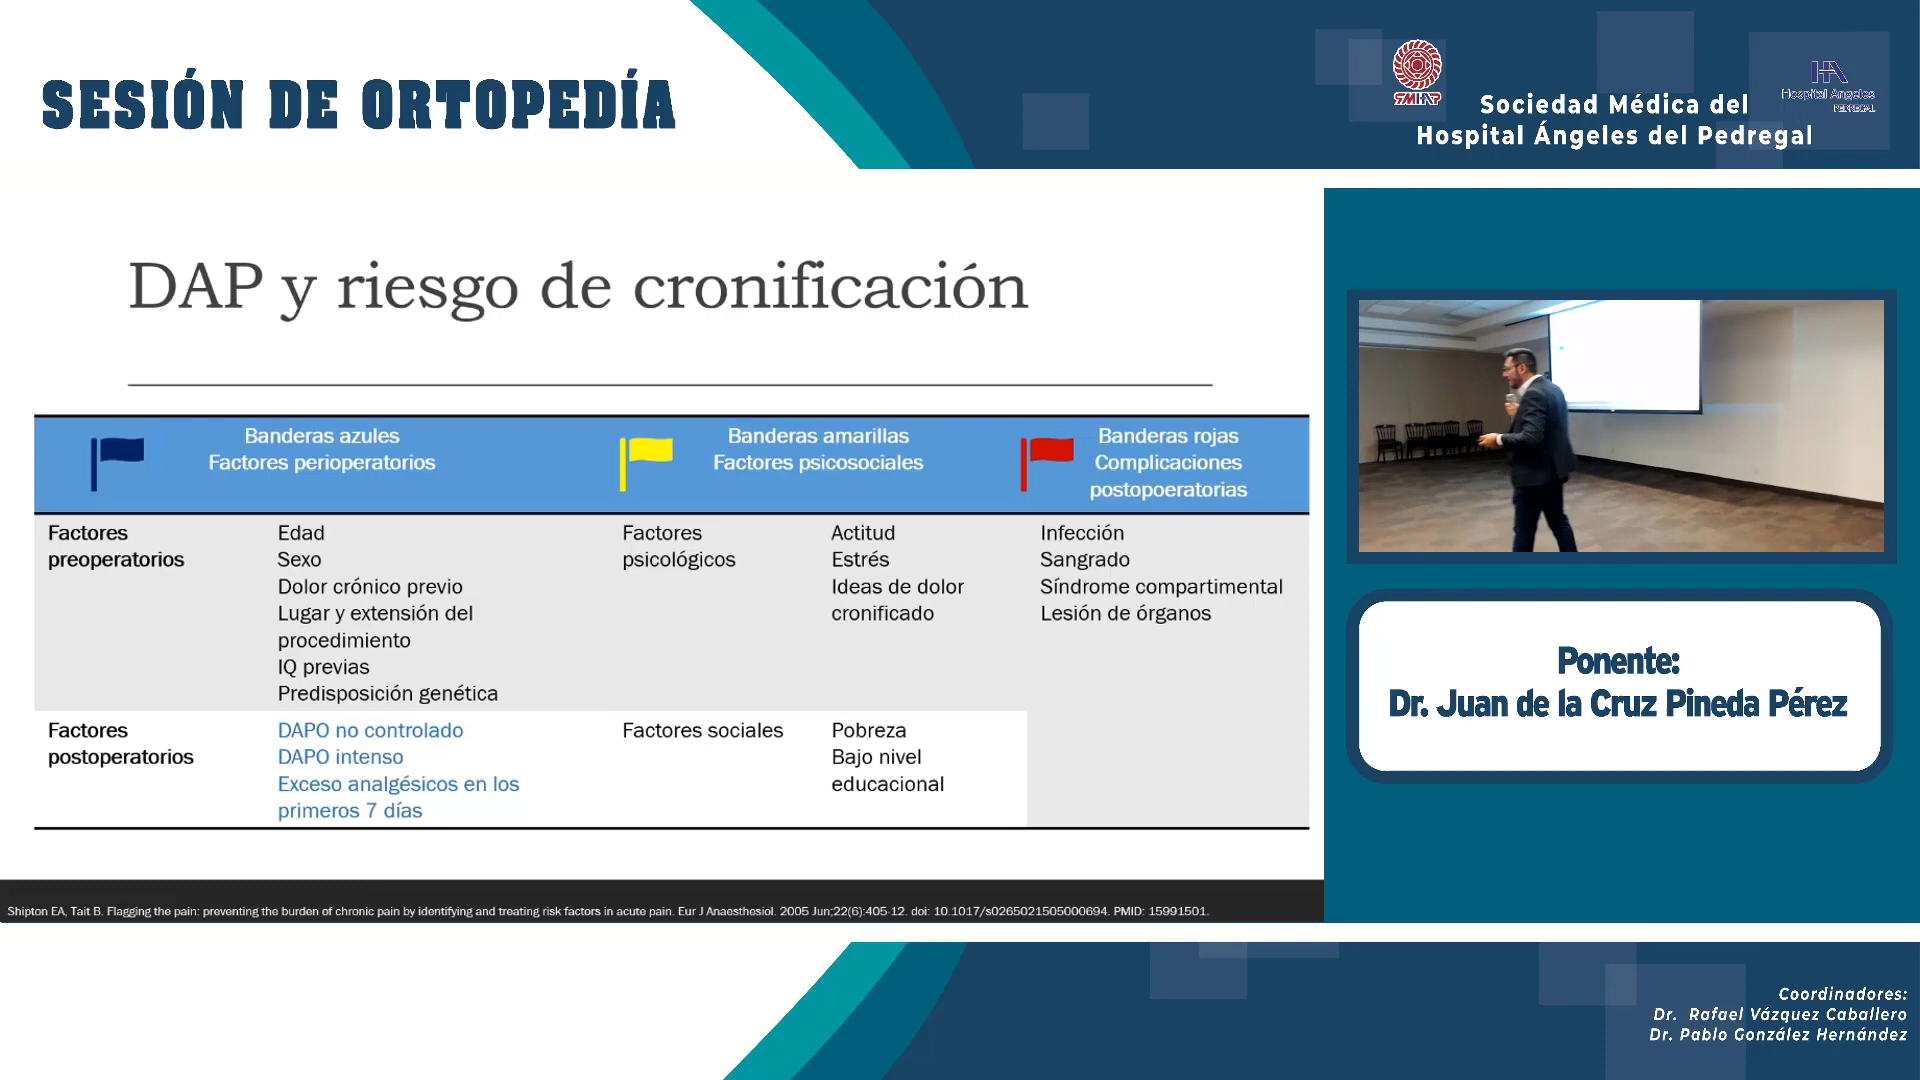 SESIÓN DE ORTOPEDÍA
SMHAP
Sociedad Médica del
Hospital Ángeles del Pedregal
HA
Hospital Angeles
PEDREGAL
DAP y riesgo de cronificación
Banderas azules
Factores perioperatorios
Banderas amarillas
Factores psicosociales
Banderas rojas
Complicaciones
postopoeratorias
Factores
preoperatorios
Edad
Sexo
Dolor crónico previo
Lugar y extensión del
procedimiento
IQ previas
Predisposición genética
Factores
psicológicos
Actitud
Estrés
Ideas de dolor
cronificado
Infección
Sangrado
Síndrome compartimental
Lesión de órganos
Factores
postoperatorios
DAPO no controlado
DAPO intenso
Exceso analgésicos en los
primeros 7 días
Factores sociales
Pobreza
Bajo nivel
educacional
Shipton EA, Tait B. Flagging the pain: preventing the burden of chronic pain by identifying and treating risk factors in acute pain. Eur J Anaesthesiol. 2005 Jun;22(6):405-12. doi: 10.1017/s0265021505000694. PMID: 15991501.
Ponente:
Dr. Juan de la Cruz Pineda Pérez
Coordinadores:
Dr. Rafael Vázquez Caballero
Dr. Pablo González Hernández